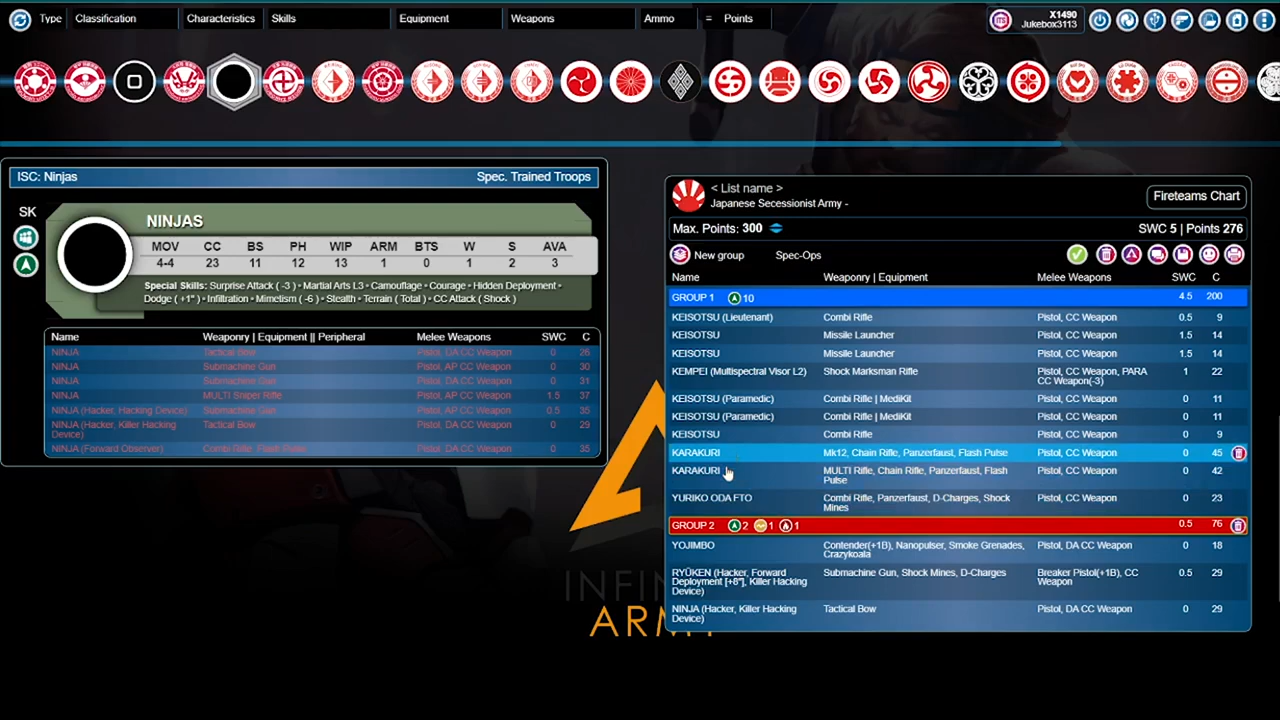 Type Classification Characteristics Skills Equipment Weapons Ammo = Points
ITS X1490
Jukebox3113
ISC: Ninjas Spec. Trained Troops
SK
NINJAS
MOV CC BS PH WIP ARM BTS W S AVA
4-4 23 11 12 13 1 0 1 2 3
Special Skills: Surprise Attack ( -3 ) • Martial Arts L3 • Camouflage • Courage • Hidden Deployment •
Dodge ( +1" ) • Infiltration • Mimetism ( -6 ) • Stealth • Terrain ( Total ) • CC Attack ( Shock )
Name Weaponry | Equipment || Peripheral Melee Weapons SWC C
NINJA Tactical Bow Pistol, DA CC Weapon 0 26
NINJA Submachine Gun Pistol, AP CC Weapon 0 30
NINJA Submachine Gun Pistol, DA CC Weapon 0 31
NINJA MULTI Sniper Rifle Pistol, AP CC Weapon 1.5 37
NINJA (Hacker, Hacking Device) Submachine Gun Pistol, AP CC Weapon 0.5 35
NINJA (Hacker, Killer Hacking Tactical Bow Pistol, DA CC Weapon 0 29
Device)
NINJA (Forward Observer) Combi Rifle, Flash Pulse Pistol, CC Weapon 0 35
< List name >
Japanese Secessionist Army -
Fireteams Chart
Max. Points: 300 SWC 5 | Points 276
New group Spec-Ops
Name Weaponry | Equipment Melee Weapons SWC C
GROUP 1 10 4.5 200
KEISOTSU (Lieutenant) Combi Rifle Pistol, CC Weapon 0.5 9
KEISOTSU Missile Launcher Pistol, CC Weapon 1.5 14
KEISOTSU Missile Launcher Pistol, CC Weapon 1.5 14
KEMPEI (Multispectral Visor L2) Shock Marksman Rifle Pistol, CC Weapon, PARA 1 22
CC Weapon(-3)
KEISOTSU (Paramedic) Combi Rifle | MediKit Pistol, CC Weapon 0 11
KEISOTSU (Paramedic) Combi Rifle | MediKit Pistol, CC Weapon 0 11
KEISOTSU Combi Rifle Pistol, CC Weapon 0 9
KARAKURI Mk12, Chain Rifle, Panzerfaust, Flash Pulse Pistol, CC Weapon 0 45
KARAKURI MULTI Rifle, Chain Rifle, Panzerfaust, Flash Pistol, CC Weapon 0 42
Pulse
YURIKO ODA FTO Combi Rifle, Panzerfaust, D-Charges, Shock Pistol, CC Weapon 0 23
Mines
GROUP 2 2 1 1 0.5 76
YOJIMBO Contender(+1B), Nanopulser, Smoke Grenades, Pistol, DA CC Weapon 0 18
Crazykoala
RYŪKEN (Hacker, Forward Submachine Gun, Shock Mines, D-Charges Breaker Pistol(+1B), CC 0.5 29
Deployment [+8"], Killer Hacking Weapon
Device)
NINJA (Hacker, Killer Hacking Tactical Bow Pistol, DA CC Weapon 0 29
Device)
INFIN
ARM